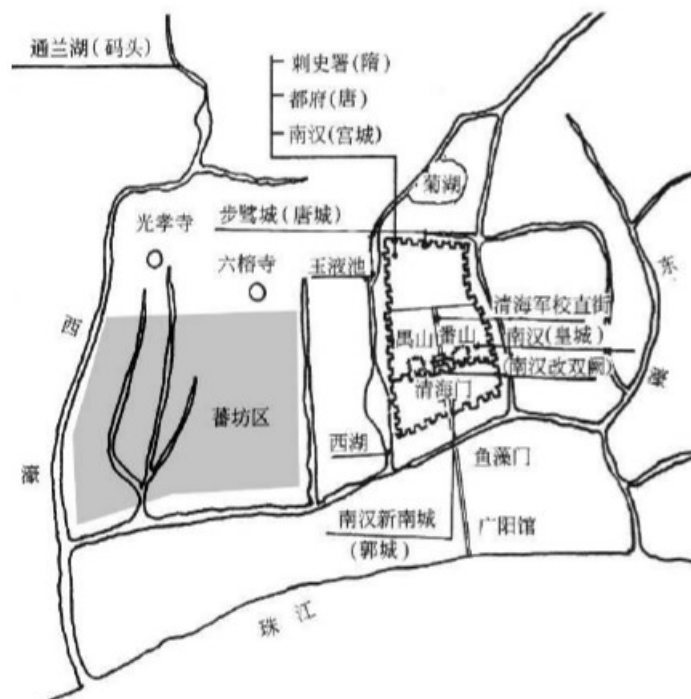 通兰湖(码头)
刺史署(隋)
都府(唐)
南汉(宫城)
菊湖
光孝寺
步鹭城(唐城)
六榕寺
玉液池
东
濠
西
濠
清海军校直街
禺山
番山
南汉(皇城)
(南汉改双阙)
清海门
蕃坊区
西湖
鱼藻门
南汉新南城
(郭城)
广阳馆
珠江